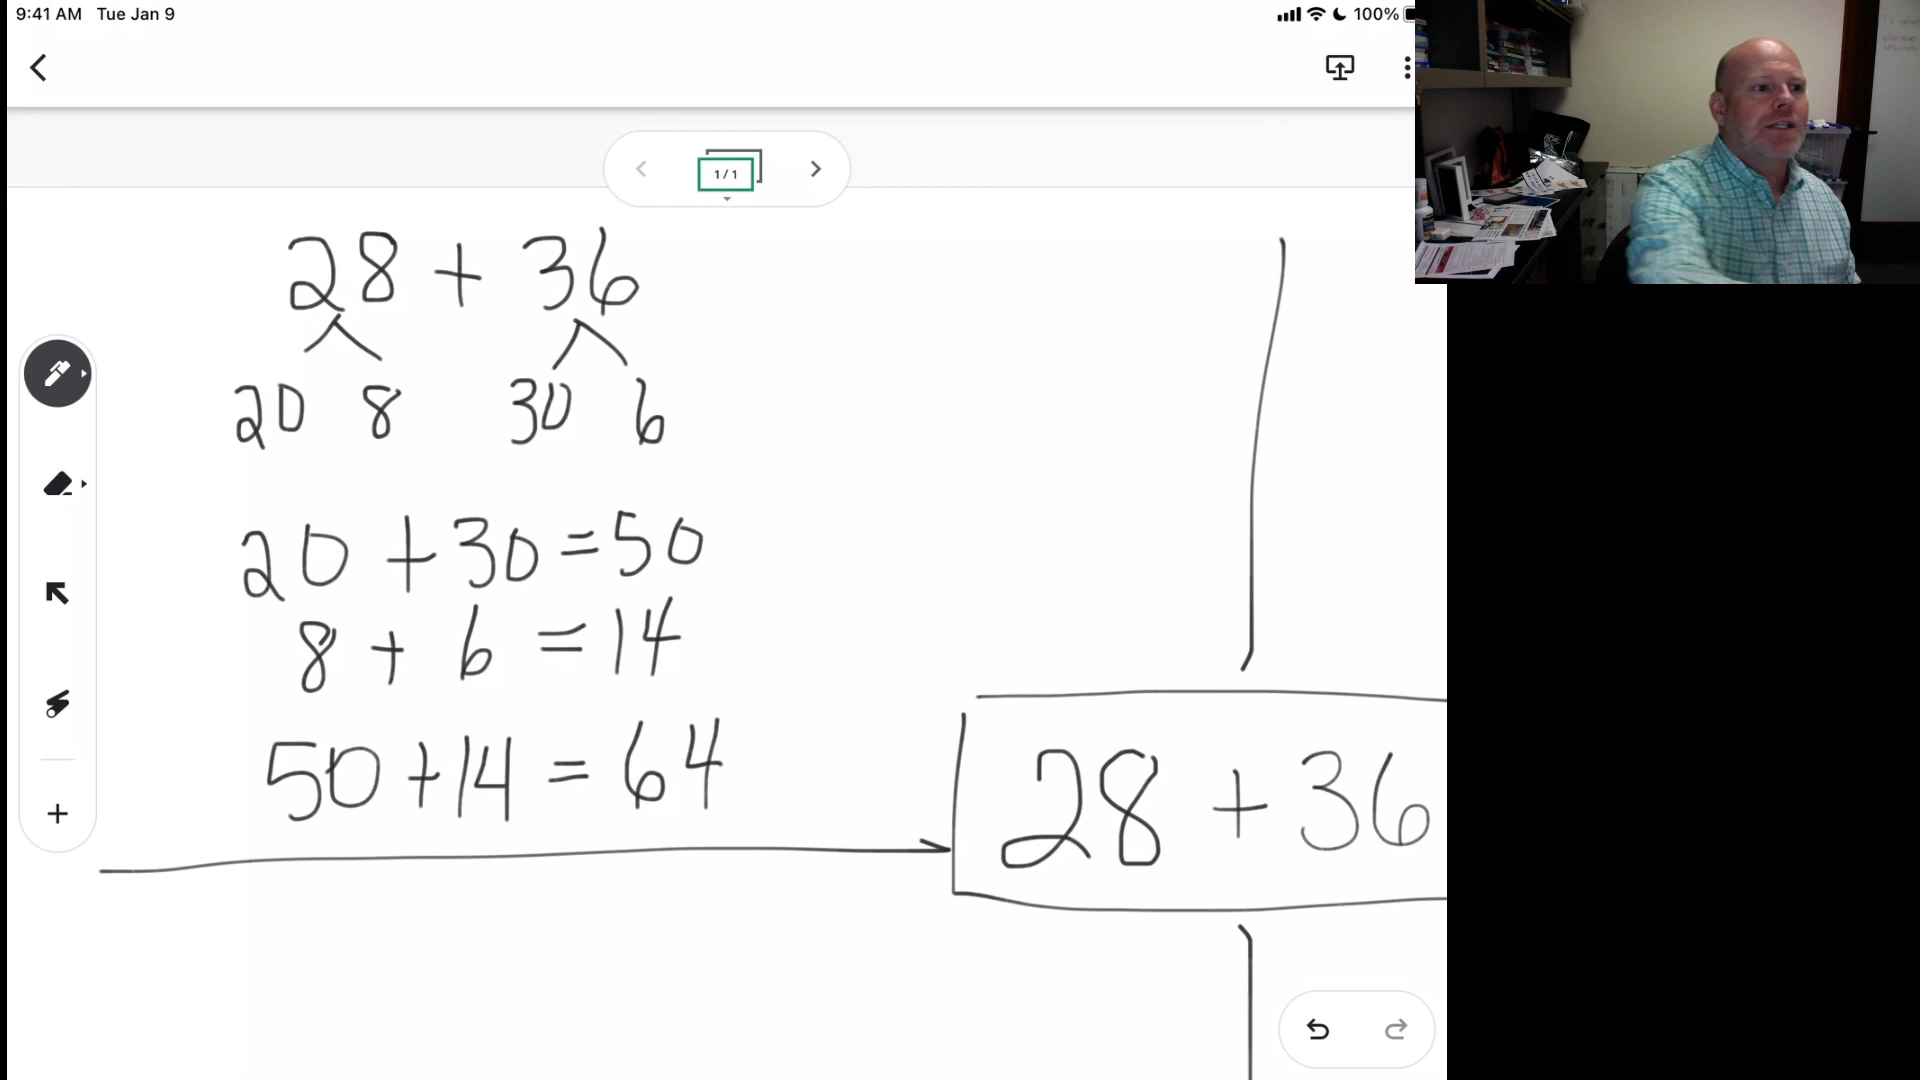 9:41 AM Tue Jan 9
100%
1/1
28 + 36
20 8 30 6
20 + 30 = 50
8 + 6 = 14
50 + 14 = 64
28 + 36